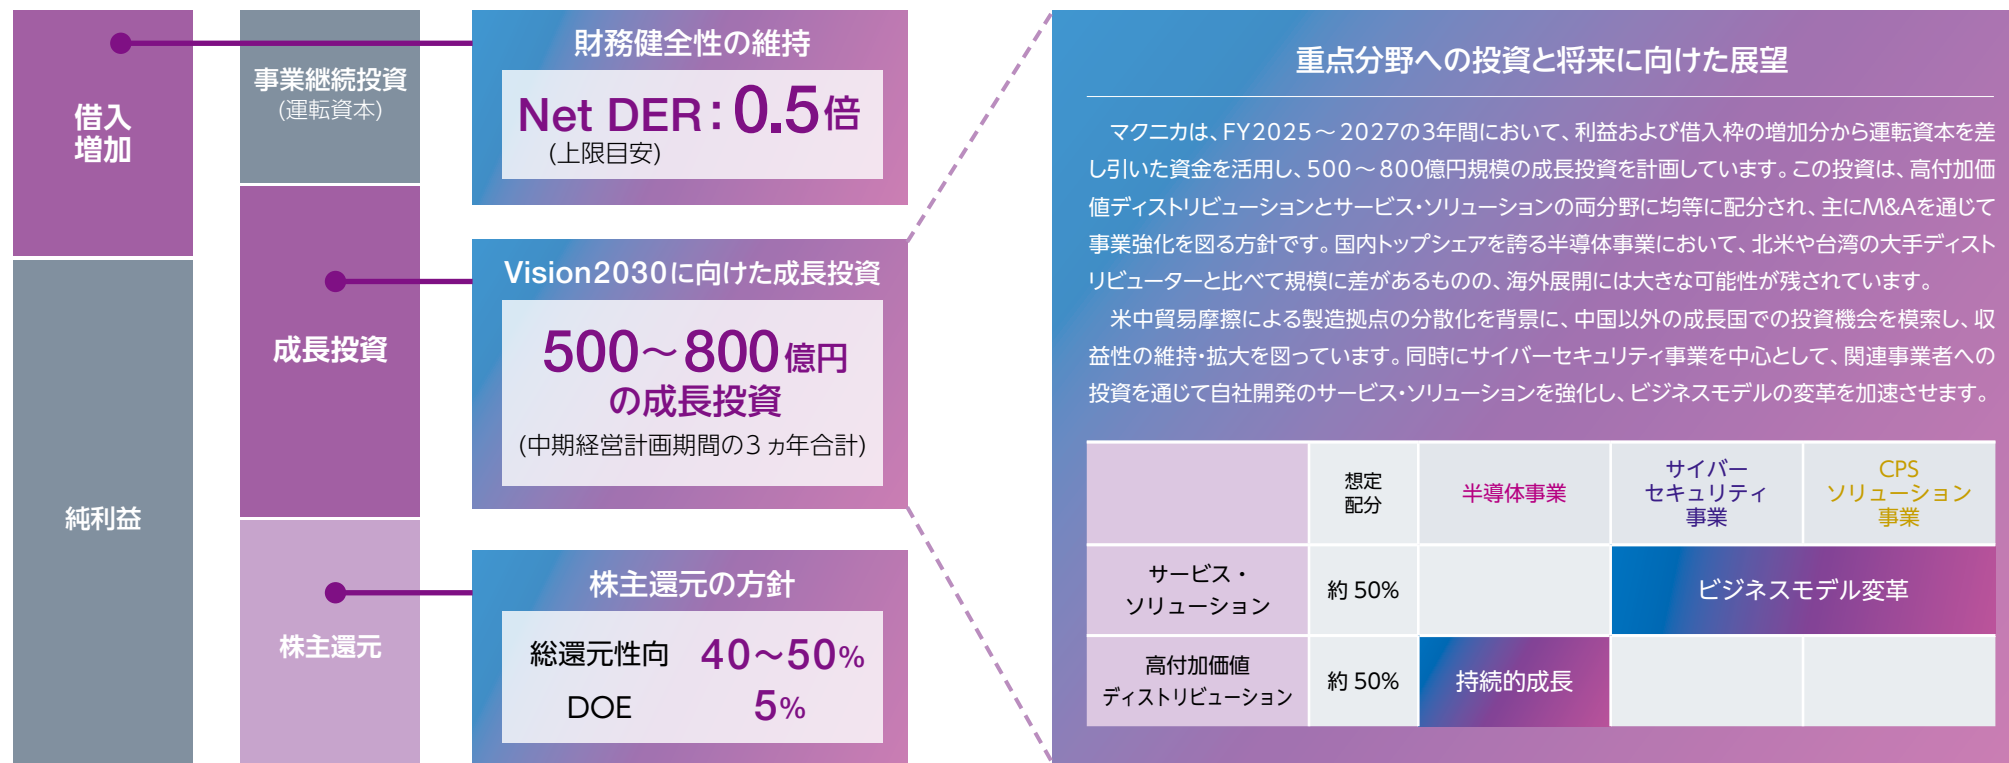 借入
増加
純利益
事業継続投資
(運転資本)
成長投資
株主還元
財務健全性の維持
Net DER：0.5倍
(上限目安)
Vision2030に向けた成長投資
500～800億円
の成長投資
(中期経営計画期間の3ヵ年合計)
株主還元の方針
総還元性向 40～50%
DOE 5%
重点分野への投資と将来に向けた展望
マクニカは、FY2025～2027の3年間において、利益および借入枠の増加分から運転資本を差
し引いた資金を活用し、500～800億円規模の成長投資を計画しています。この投資は、高付加価
値ディストリビューションとサービス・ソリューションの両分野に均等に配分され、主にM&Aを通じて
事業強化を図る方針です。国内トップシェアを誇る半導体事業において、北米や台湾の大手ディスト
リビューターと比べて規模に差があるものの、海外展開には大きな可能性が残されています。
米中貿易摩擦による製造拠点の分散化を背景に、中国以外の成長国での投資機会を模索し、収
益性の維持・拡大を図っています。同時にサイバーセキュリティ事業を中心として、関連事業者への
投資を通じて自社開発のサービス・ソリューションを強化し、ビジネスモデルの変革を加速させます。
想定
配分
半導体事業
サイバー
セキュリティ
事業
CPS
ソリューション
事業
サービス・
ソリューション
約 50%
ビジネスモデル変革
高付加価値
ディストリビューション
約 50%
持続的成長